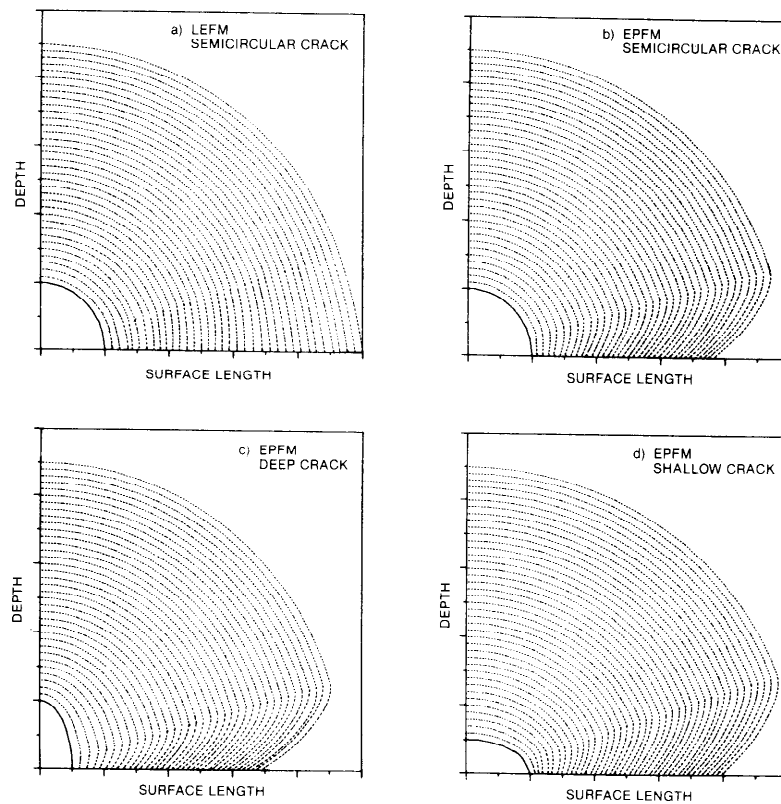 a) LEFM
SEMICIRCULAR CRACK
DEPTH
SURFACE LENGTH
b) EPFM
SEMICIRCULAR CRACK
DEPTH
SURFACE LENGTH
c) EPFM
DEEP CRACK
DEPTH
SURFACE LENGTH
d) EPFM
SHALLOW CRACK
DEPTH
SURFACE LENGTH